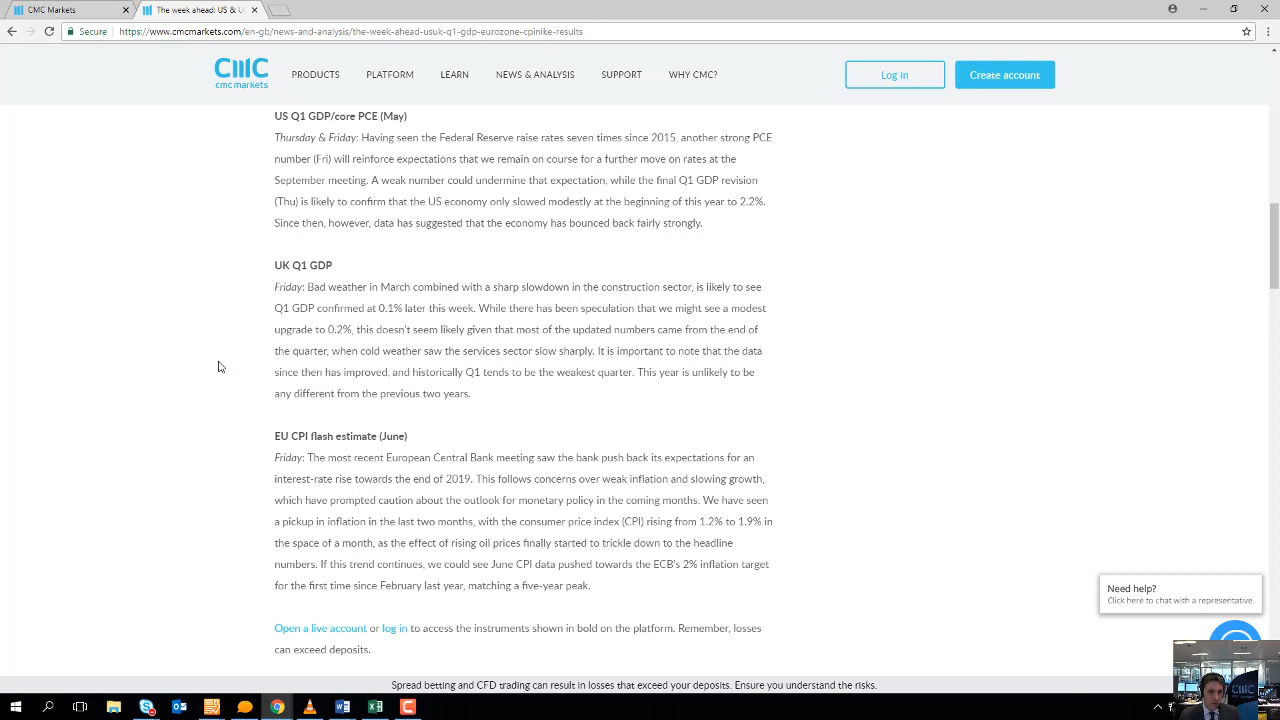 CMC Markets
The week ahead: US & U
Secure
https://www.cmcmarkets.com/en-gb/news-and-analysis/the-week-ahead-usuk-q1-gdp-eurozone-cpinike-results
cmc markets
PRODUCTS
PLATFORM
LEARN
NEWS & ANALYSIS
SUPPORT
WHY CMC?
Log in
Create account
US Q1 GDP/core PCE (May)
Thursday & Friday: Having seen the Federal Reserve raise rates seven times since 2015, another strong PCE
number (Fri) will reinforce expectations that we remain on course for a further move on rates at the
September meeting. A weak number could undermine that expectation, while the final Q1 GDP revision
(Thu) is likely to confirm that the US economy only slowed modestly at the beginning of this year to 2.2%.
Since then, however, data has suggested that the economy has bounced back fairly strongly.
UK Q1 GDP
Friday: Bad weather in March combined with a sharp slowdown in the construction sector, is likely to see
Q1 GDP confirmed at 0.1% later this week. While there has been speculation that we might see a modest
upgrade to 0.2%, this doesn't seem likely given that most of the updated numbers came from the end of
the quarter, when cold weather saw the services sector slow sharply. It is important to note that the data
since then has improved, and historically Q1 tends to be the weakest quarter. This year is unlikely to be
any different from the previous two years.
EU CPI flash estimate (June)
Friday: The most recent European Central Bank meeting saw the bank push back its expectations for an
interest-rate rise towards the end of 2019. This follows concerns over weak inflation and slowing growth,
which have prompted caution about the outlook for monetary policy in the coming months. We have seen
a pickup in inflation in the last two months, with the consumer price index (CPI) rising from 1.2% to 1.9% in
the space of a month, as the effect of rising oil prices finally started to trickle down to the headline
numbers. If this trend continues, we could see June CPI data pushed towards the ECB's 2% inflation target
for the first time since February last year, matching a five-year peak.
Open a live account or log in to access the instruments shown in bold on the platform. Remember, losses
can exceed deposits.
Need help?
Click here to chat with a representative.
Spread betting and CFD trading can result in losses that exceed your deposits. Ensure you understand the risks.